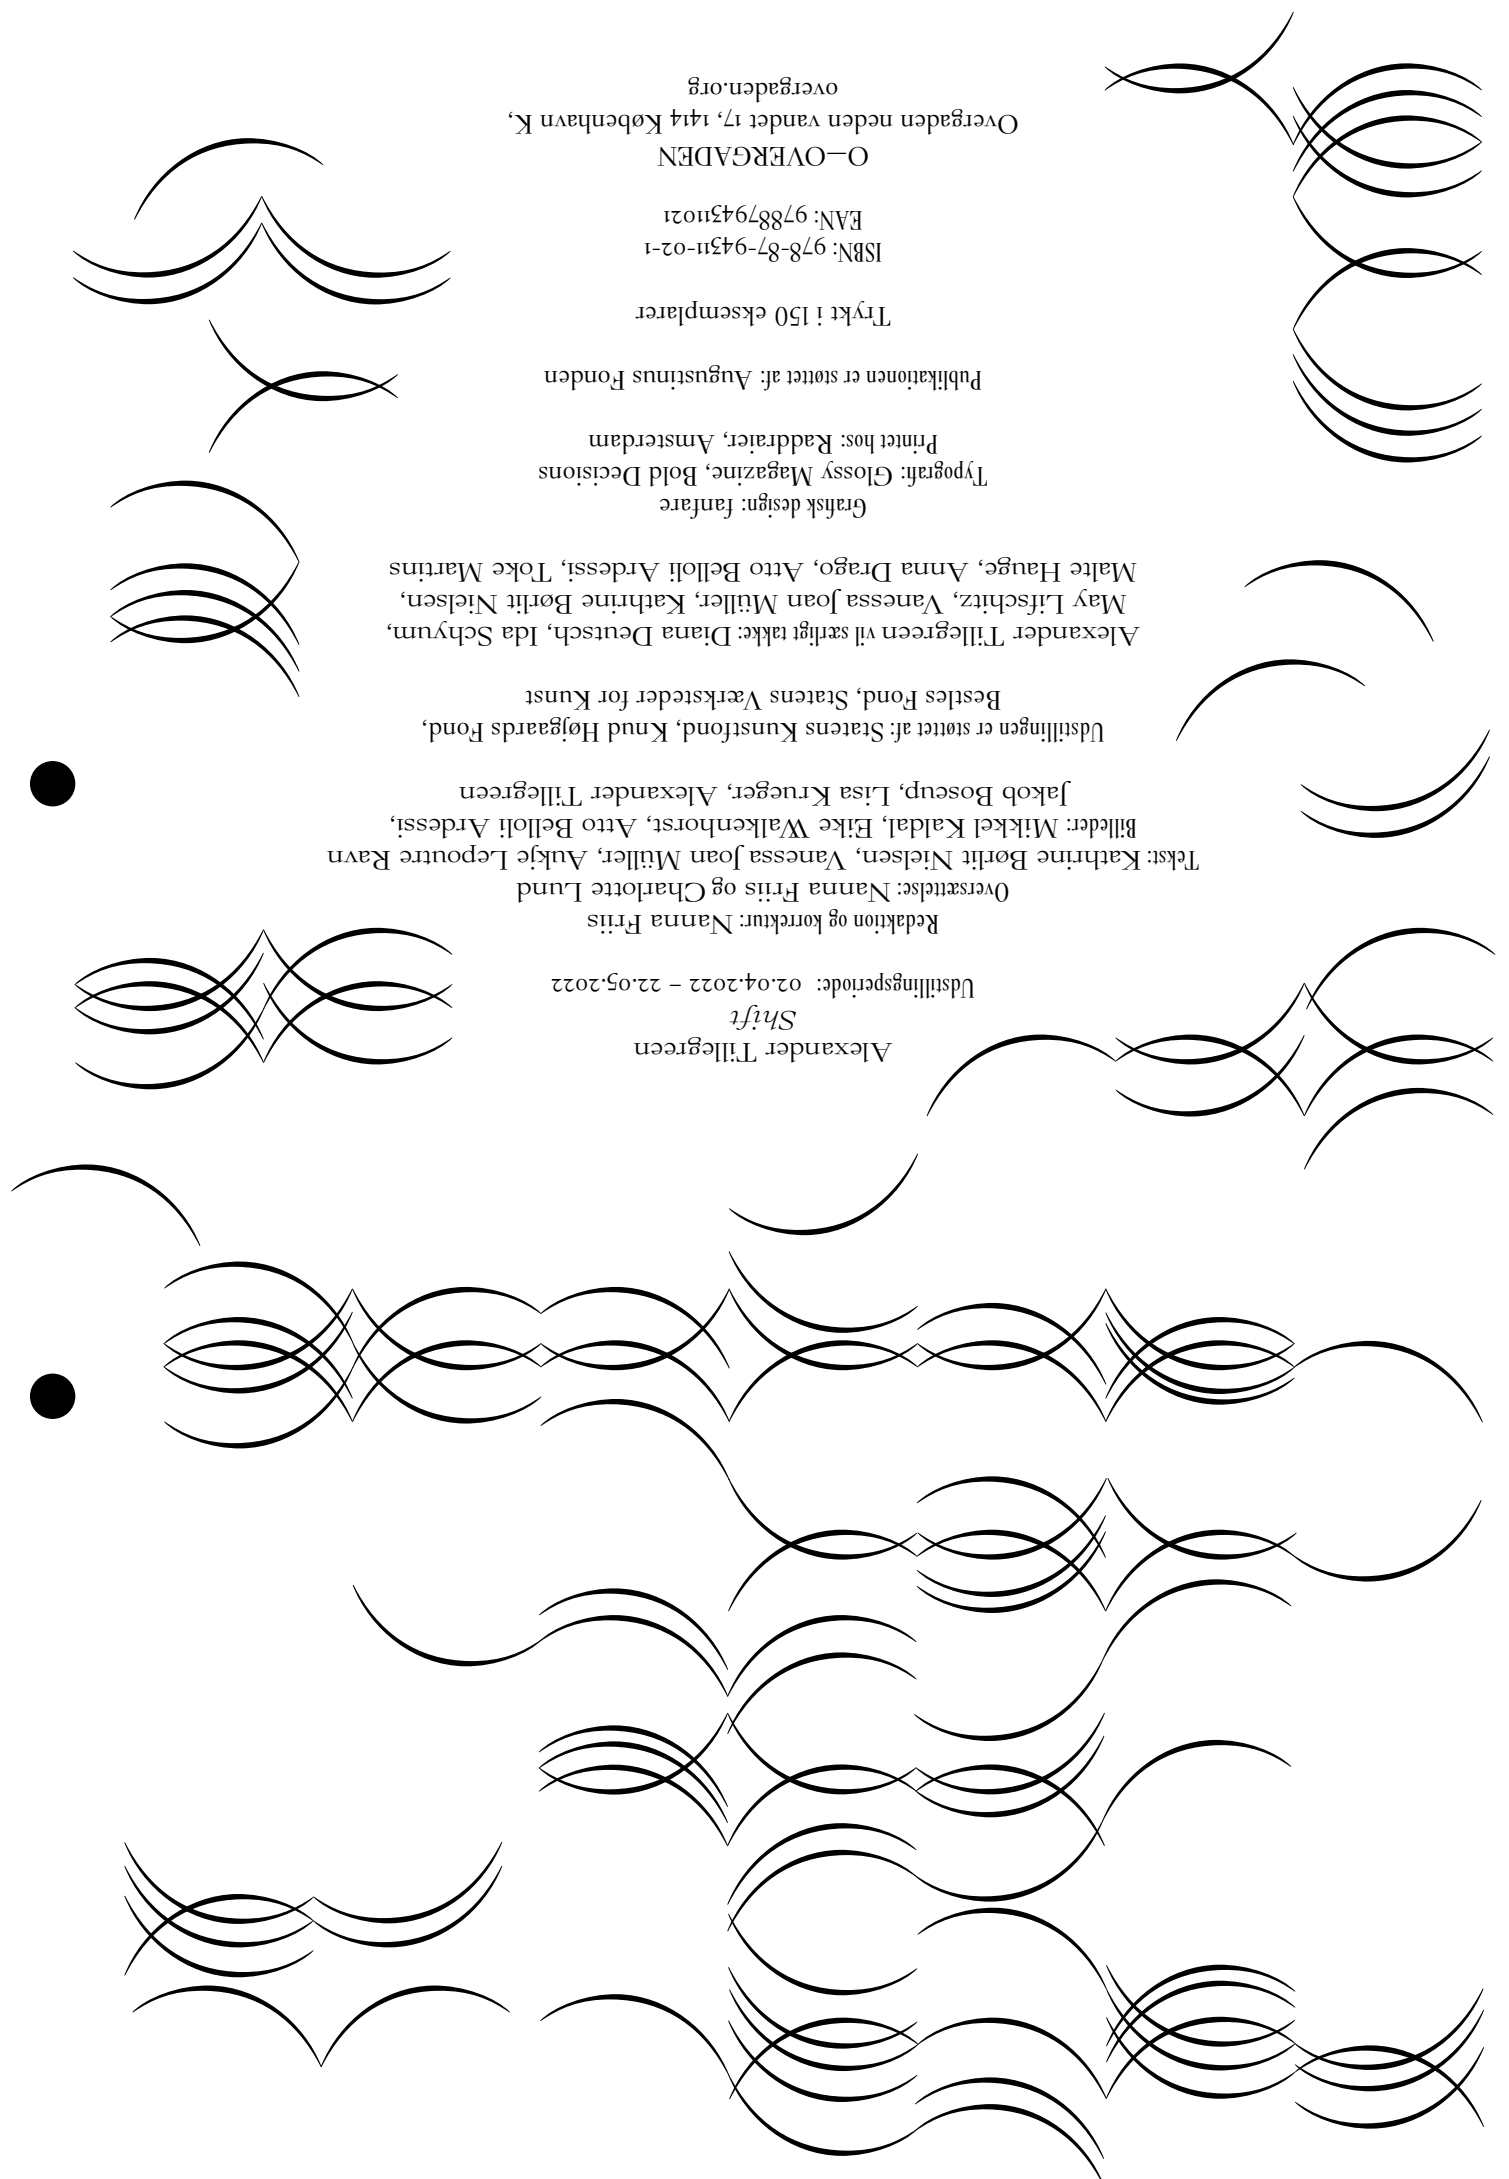 Alexander Tillegreen
Shift
Udstillingsperiode: 02.04.2022 – 22.05.2022
Redaktion og korrektur: Nanna Friis
Oversættelse: Nanna Friis og Charlotte Lund
Tekst: Kathrine Børlit Nielsen, Vanessa Joan Müller, Aukje Lepoutre Ravn
Billeder: Mikkel Kaldal, Eike Walkenhorst, Atto Belloli Ardessi,
Jakob Boseup, Lisa Krueger, Alexander Tillegreen
Udstillingen er støttet af: Statens Kunstfond, Knud Højgaards Fond,
Bestles Fond, Statens Værksteder for Kunst
Alexander Tillegreen vil særligt takke: Diana Deutsch, Ida Schyum,
May Lifschitz, Vanessa Joan Müller, Kathrine Børlit Nielsen,
Malte Hauge, Anna Drago, Atto Belloli Ardessi, Toke Martins
Grafisk design: fanfare
Typografi: Glossy Magazine, Bold Decisions
Printet hos: Raddraier, Amsterdam
Publikationen er støttet af: Augustinus Fonden
Trykt i 150 eksemplarer
ISBN: 978-87-94311-02-1
EAN: 9788794311021
O—OVERGADEN
Overgaden neden vandet 17, 1414 København K,
overgaden.org